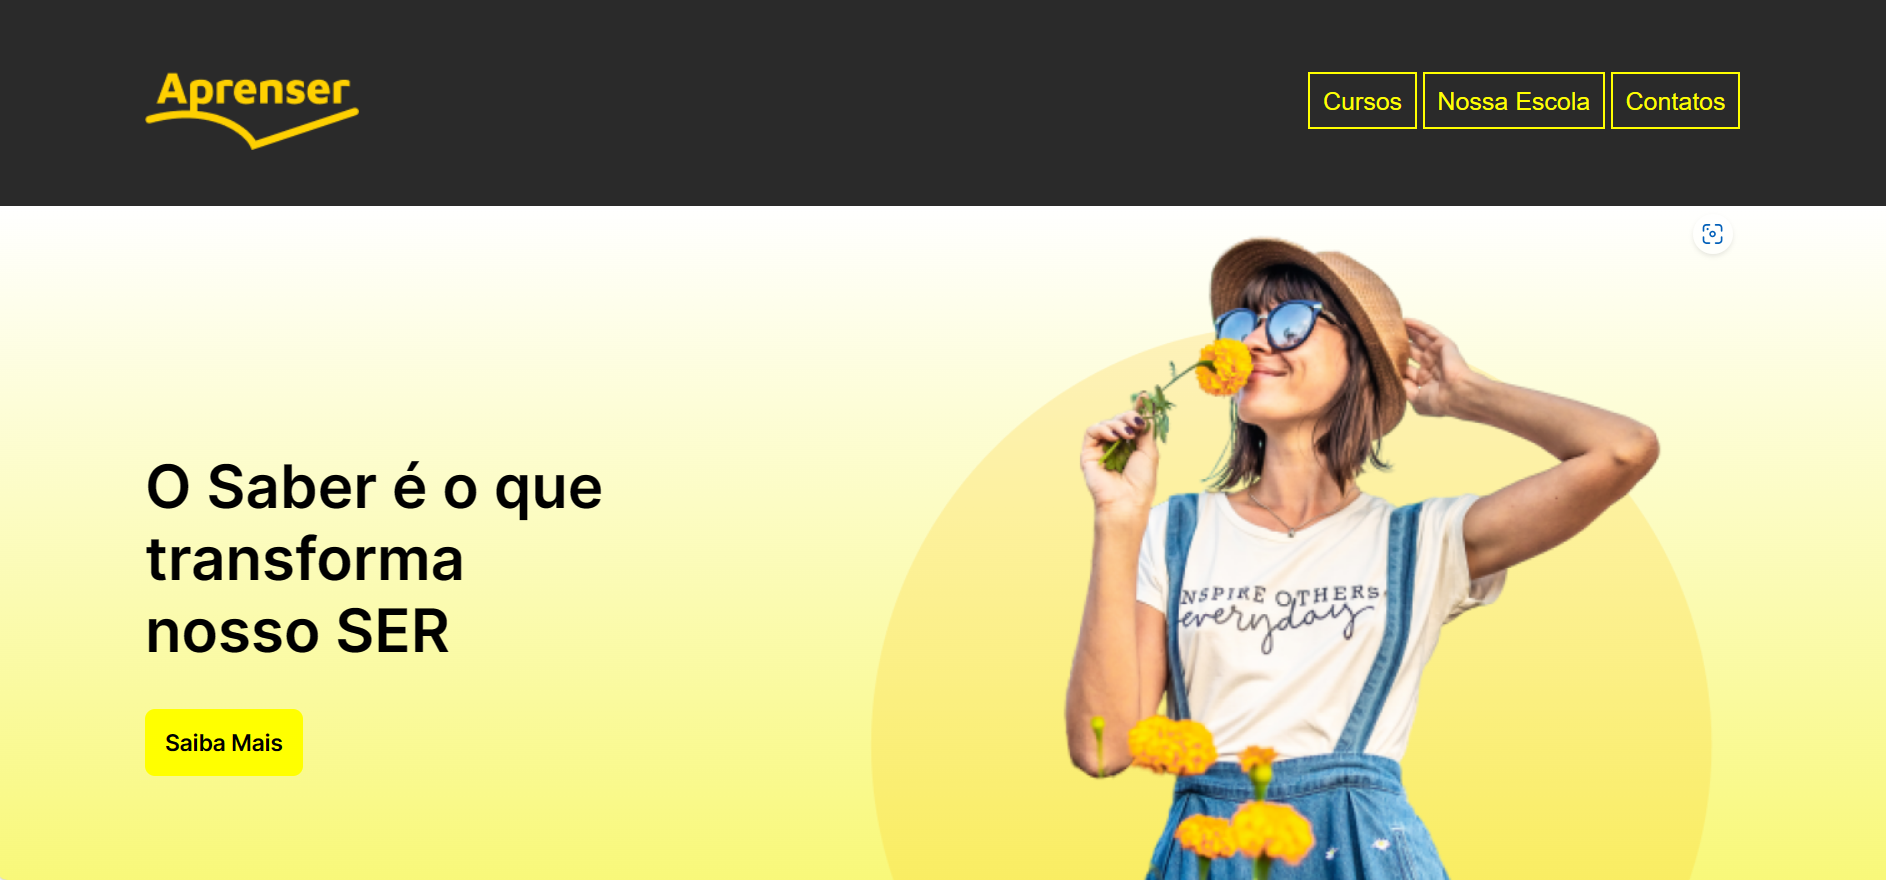 Aprenser
Cursos
Nossa Escola
Contatos
O Saber é o que
transforma
nosso SER
Saiba Mais
NSPIRE OTHERS
everyday